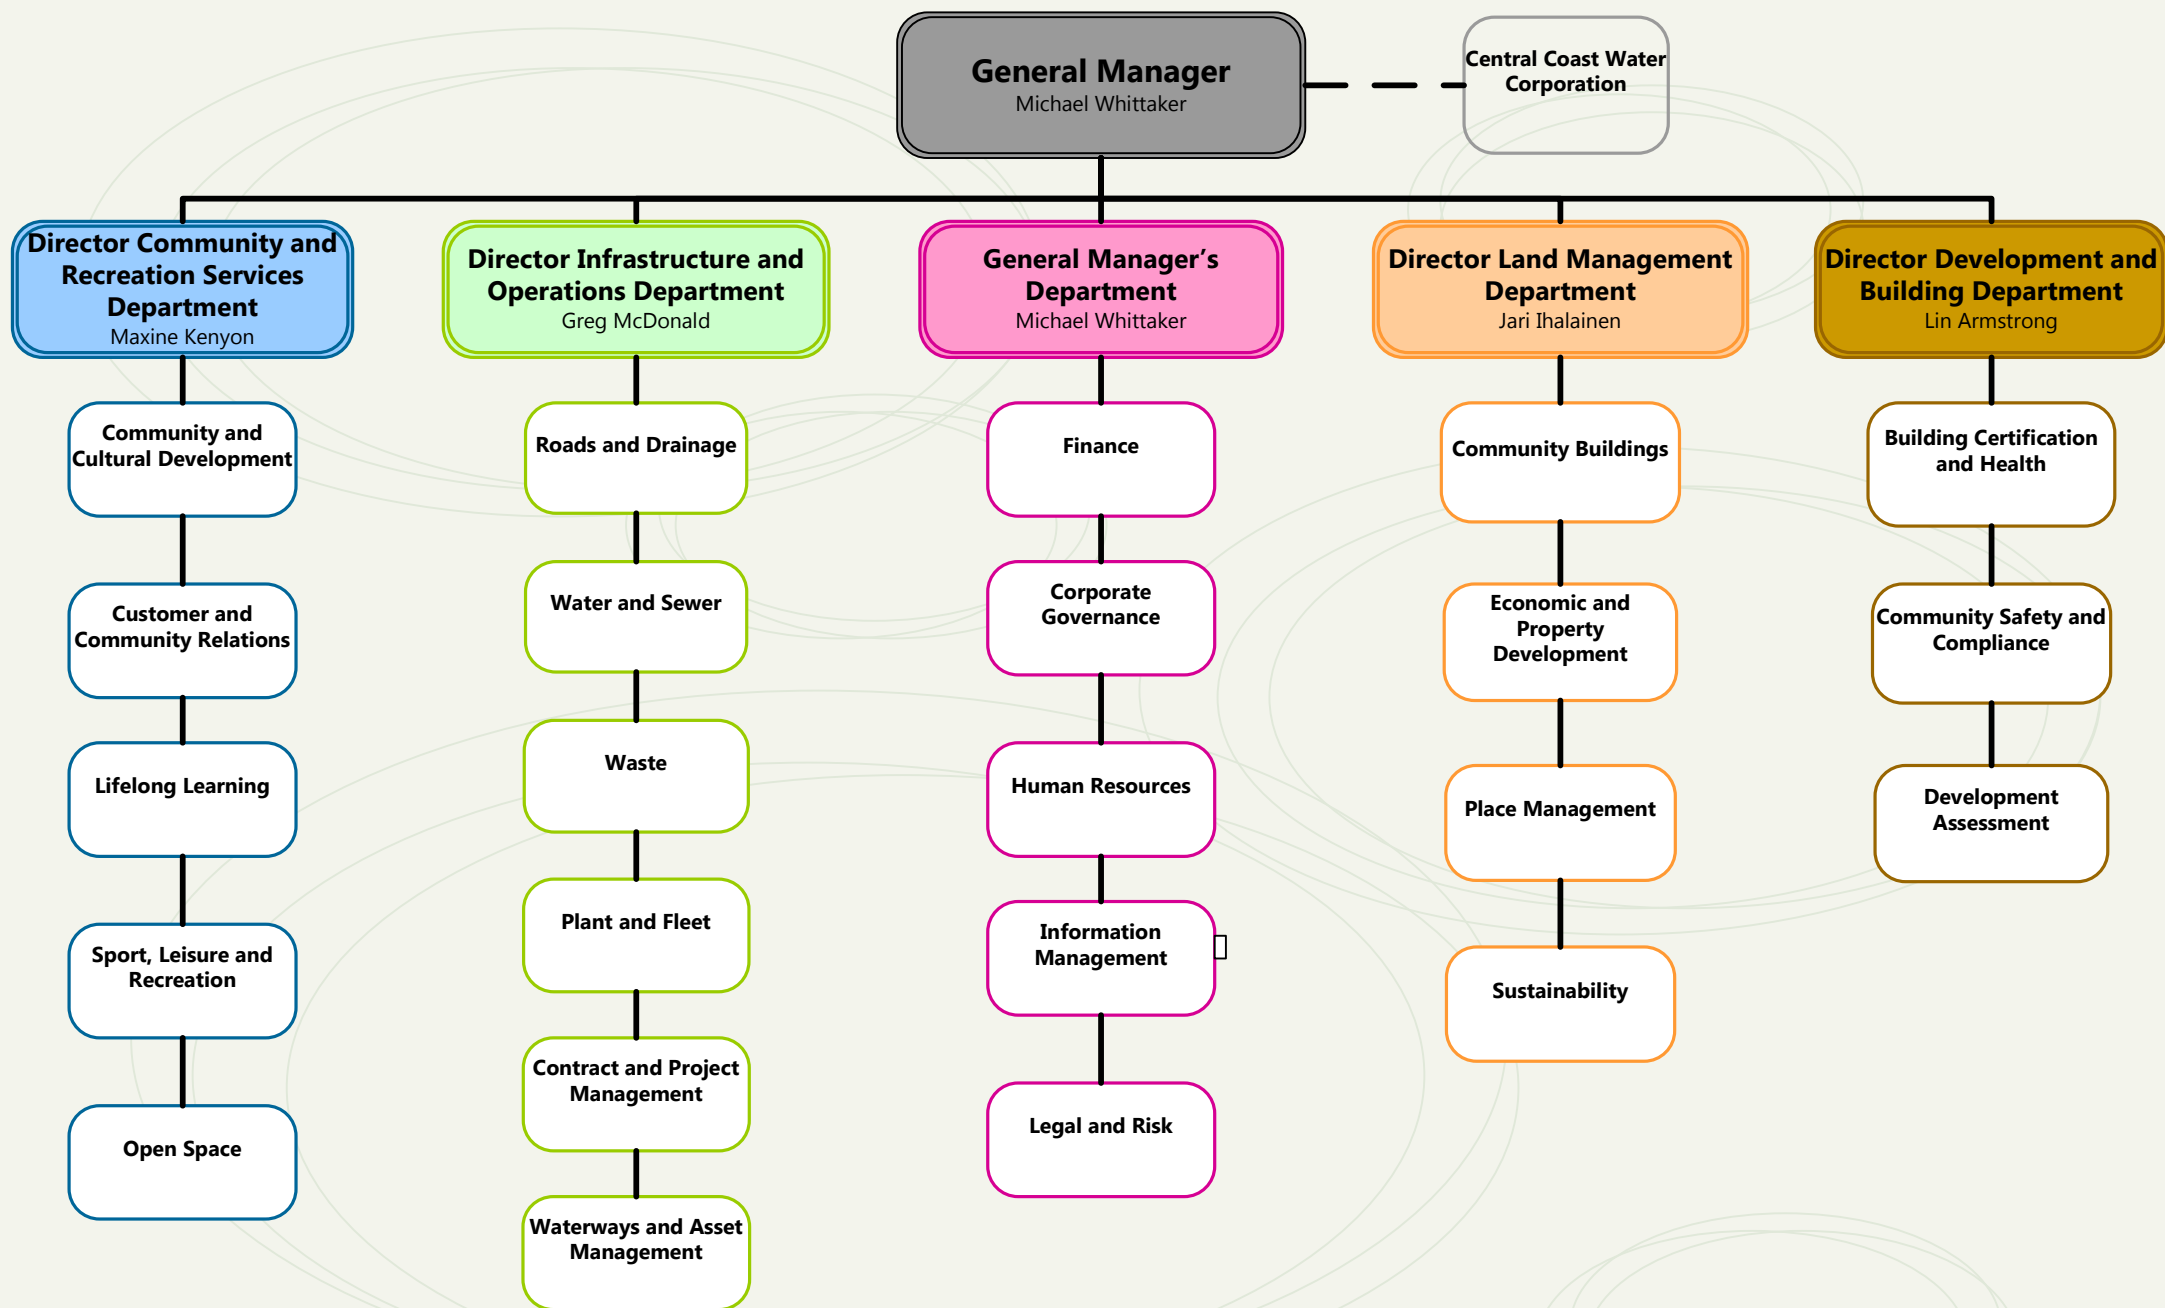 General Manager
Michael Whittaker
Central Coast Water
Corporation
Director Community and
Recreation Services
Department
Maxine Kenyon
Director Infrastructure and
Operations Department
Greg McDonald
General Manager’s
Department
Michael Whittaker
Director Land Management
Department
Jari Ihalainen
Director Development and
Building Department
Lin Armstrong
Community and
Cultural Development
Customer and
Community Relations
Lifelong Learning
Sport, Leisure and
Recreation
Open Space
Roads and Drainage
Water and Sewer
Waste
Plant and Fleet
Contract and Project
Management
Waterways and Asset
Management
Finance
Corporate
Governance
Human Resources
Information
Management
Legal and Risk
Community Buildings
Economic and
Property
Development
Place Management
Sustainability
Building Certification
and Health
Community Safety and
Compliance
Development
Assessment